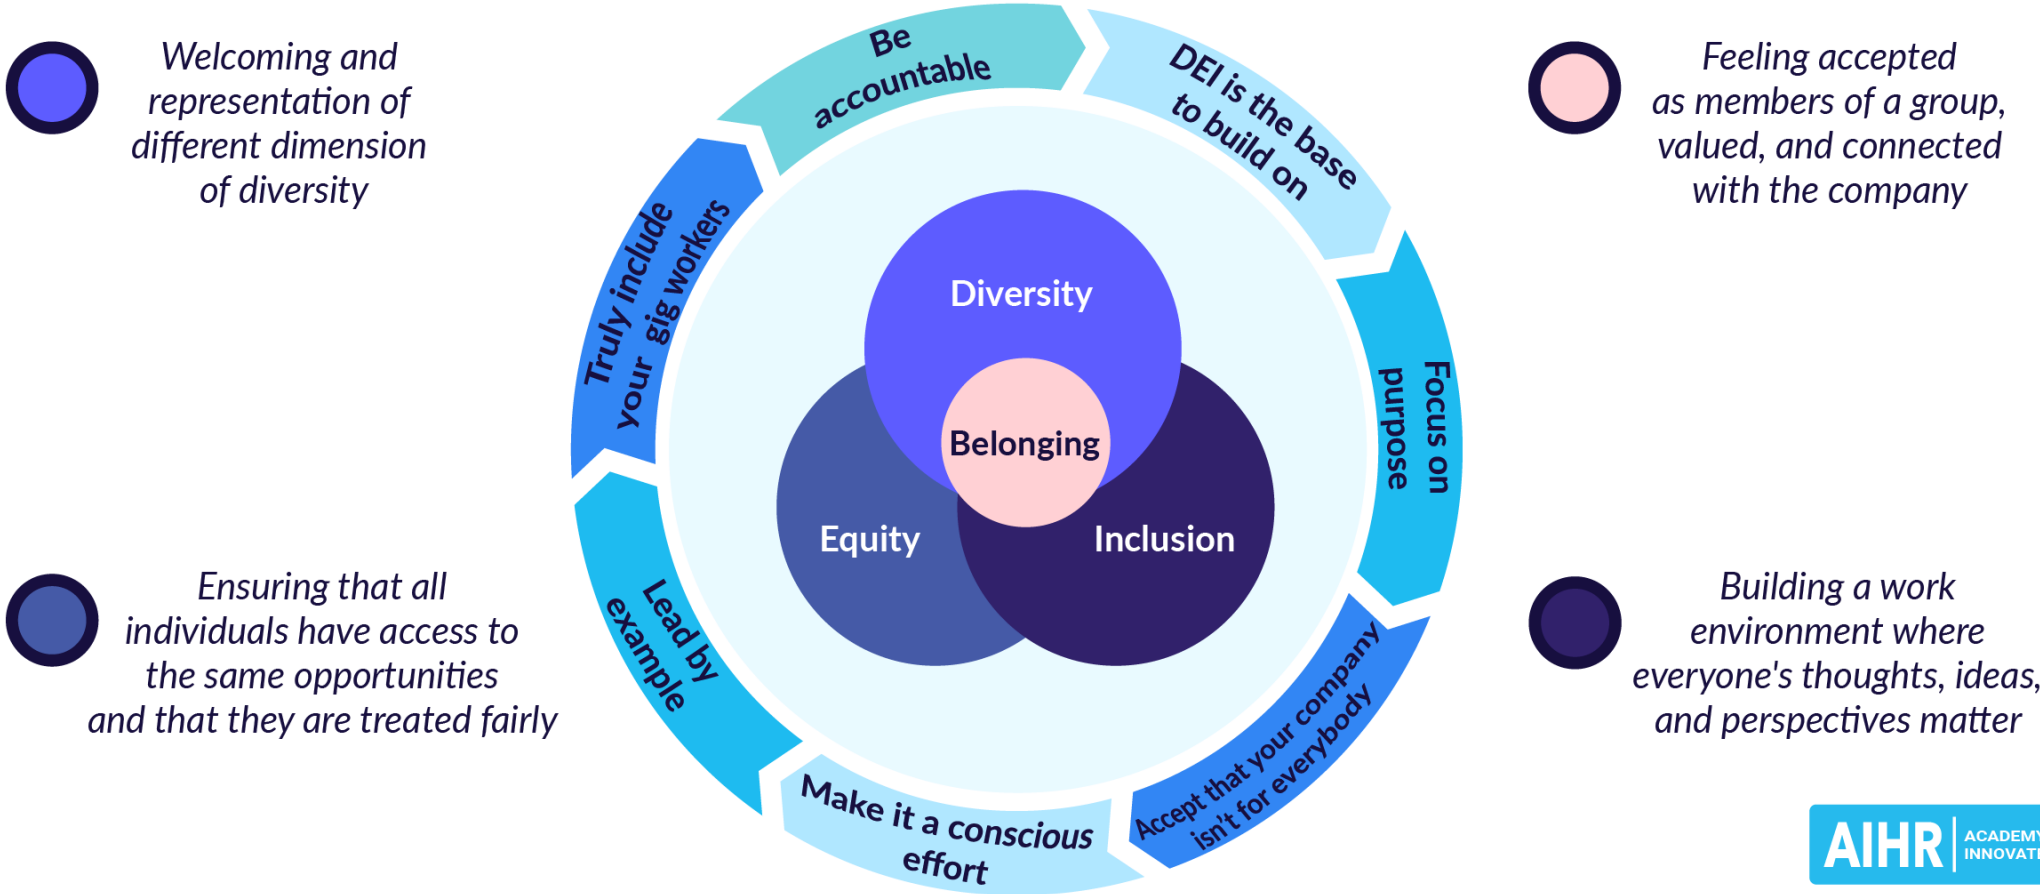 Welcoming and
representation of
different dimension
of diversity
Ensuring that all
individuals have access to
the same opportunities
and that they are treated fairly
Be
accountable
DEI is the base
to build on
Focus on
purpose
Accept that your company
isn't for everybody
Make it a conscious
effort
Lead by
example
Truly include
your gig workers
Diversity
Belonging
Equity
Inclusion
Feeling accepted
as members of a group,
valued, and connected
with the company
Building a work
environment where
everyone's thoughts, ideas,
and perspectives matter
AIHR
ACADEMY